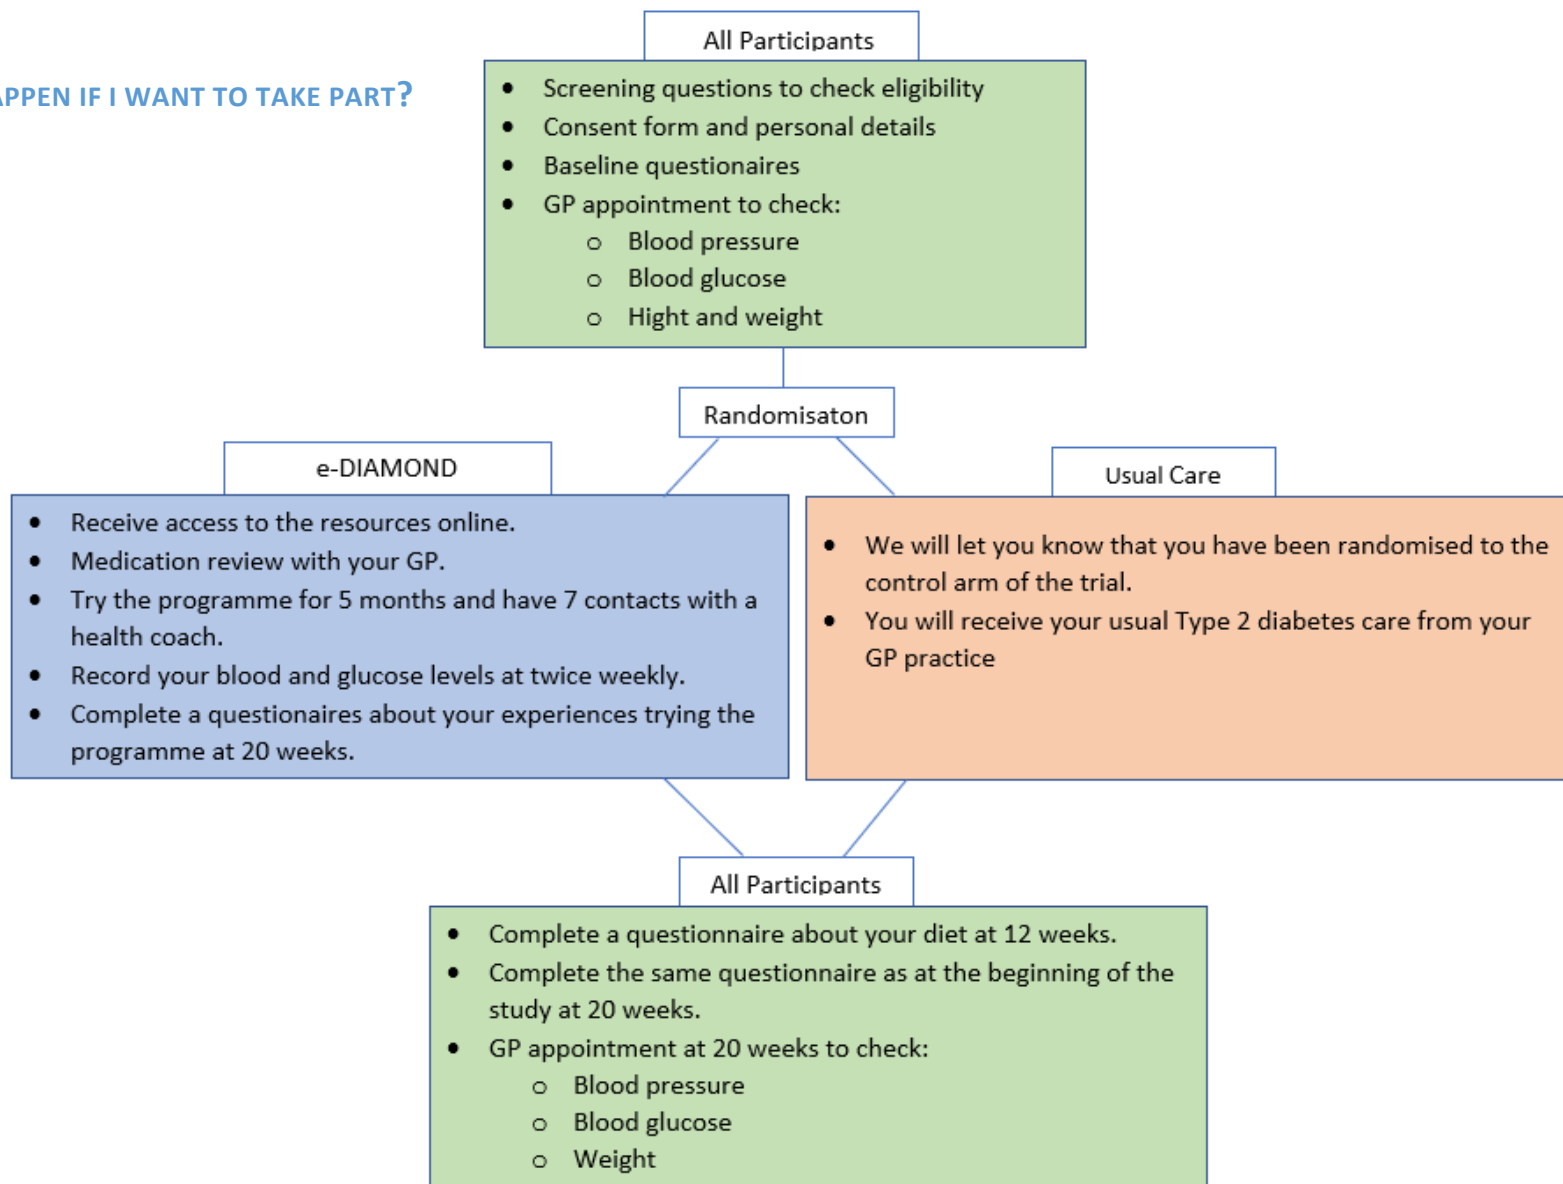 All Participants
APPEN IF I WANT TO TAKE PART?
• Screening questions to check eligibility
• Consent form and personal details
• Baseline questionaires
• GP appointment to check:
o Blood pressure
o Blood glucose
o Hight and weight
Randomisaton
e-DIAMOND
• Receive access to the resources online.
• Medication review with your GP.
• Try the programme for 5 months and have 7 contacts with a
health coach.
• Record your blood and glucose levels at twice weekly.
• Complete a questionaires about your experiences trying the
programme at 20 weeks.
Usual Care
• We will let you know that you have been randomised to the
control arm of the trial.
• You will receive your usual Type 2 diabetes care from your
GP practice
All Participants
• Complete a questionnaire about your diet at 12 weeks.
• Complete the same questionnaire as at the beginning of the
study at 20 weeks.
• GP appointment at 20 weeks to check:
o Blood pressure
o Blood glucose
o Weight